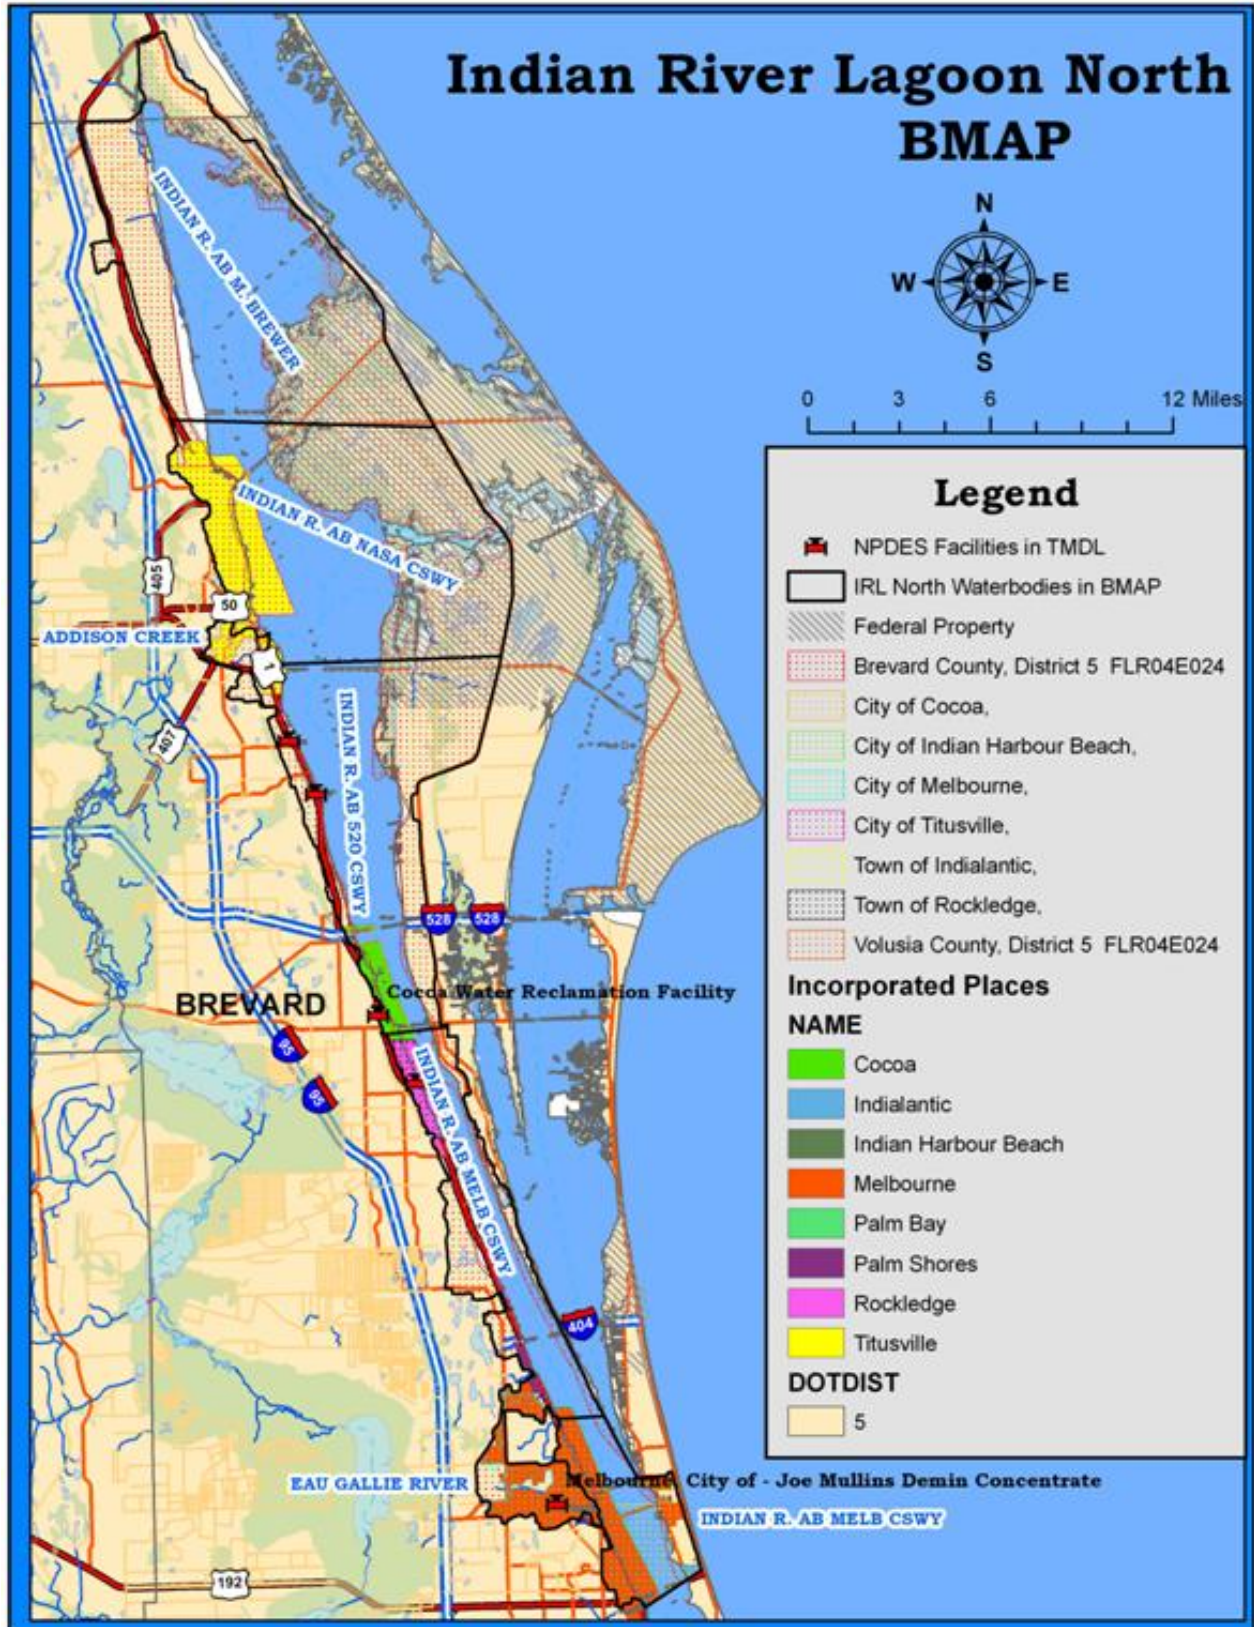 Indian River Lagoon North
BMAP
N
W
E
S
0 3 6 12 Miles
Legend
NPDES Facilities in TMDL
IRL North Waterbodies in BMAP
Federal Property
Brevard County, District 5 FLR04E024
City of Cocoa,
City of Indian Harbour Beach,
City of Melbourne,
City of Titusville,
Town of Indialantic,
Town of Rockledge,
Volusia County, District 5 FLR04E024
Incorporated Places
NAME
Cocoa
Indialantic
Indian Harbour Beach
Melbourne
Palm Bay
Palm Shores
Rockledge
Titusville
DOTDIST
5
INDIAN R. AB M. BREWER
INDIAN R. AB NASA CSWY
405
50
ADDISON CREEK
1
407
INDIAN R. AB 520 CSWY
528
528
BREVARD
Cocoa Water Reclamation Facility
95
95
INDIAN R. AB MELB CSWY
404
EAU GALLIE RIVER
Melbourne, City of - Joe Mullins Demin Concentrate
INDIAN R. AB MELB CSWY
192